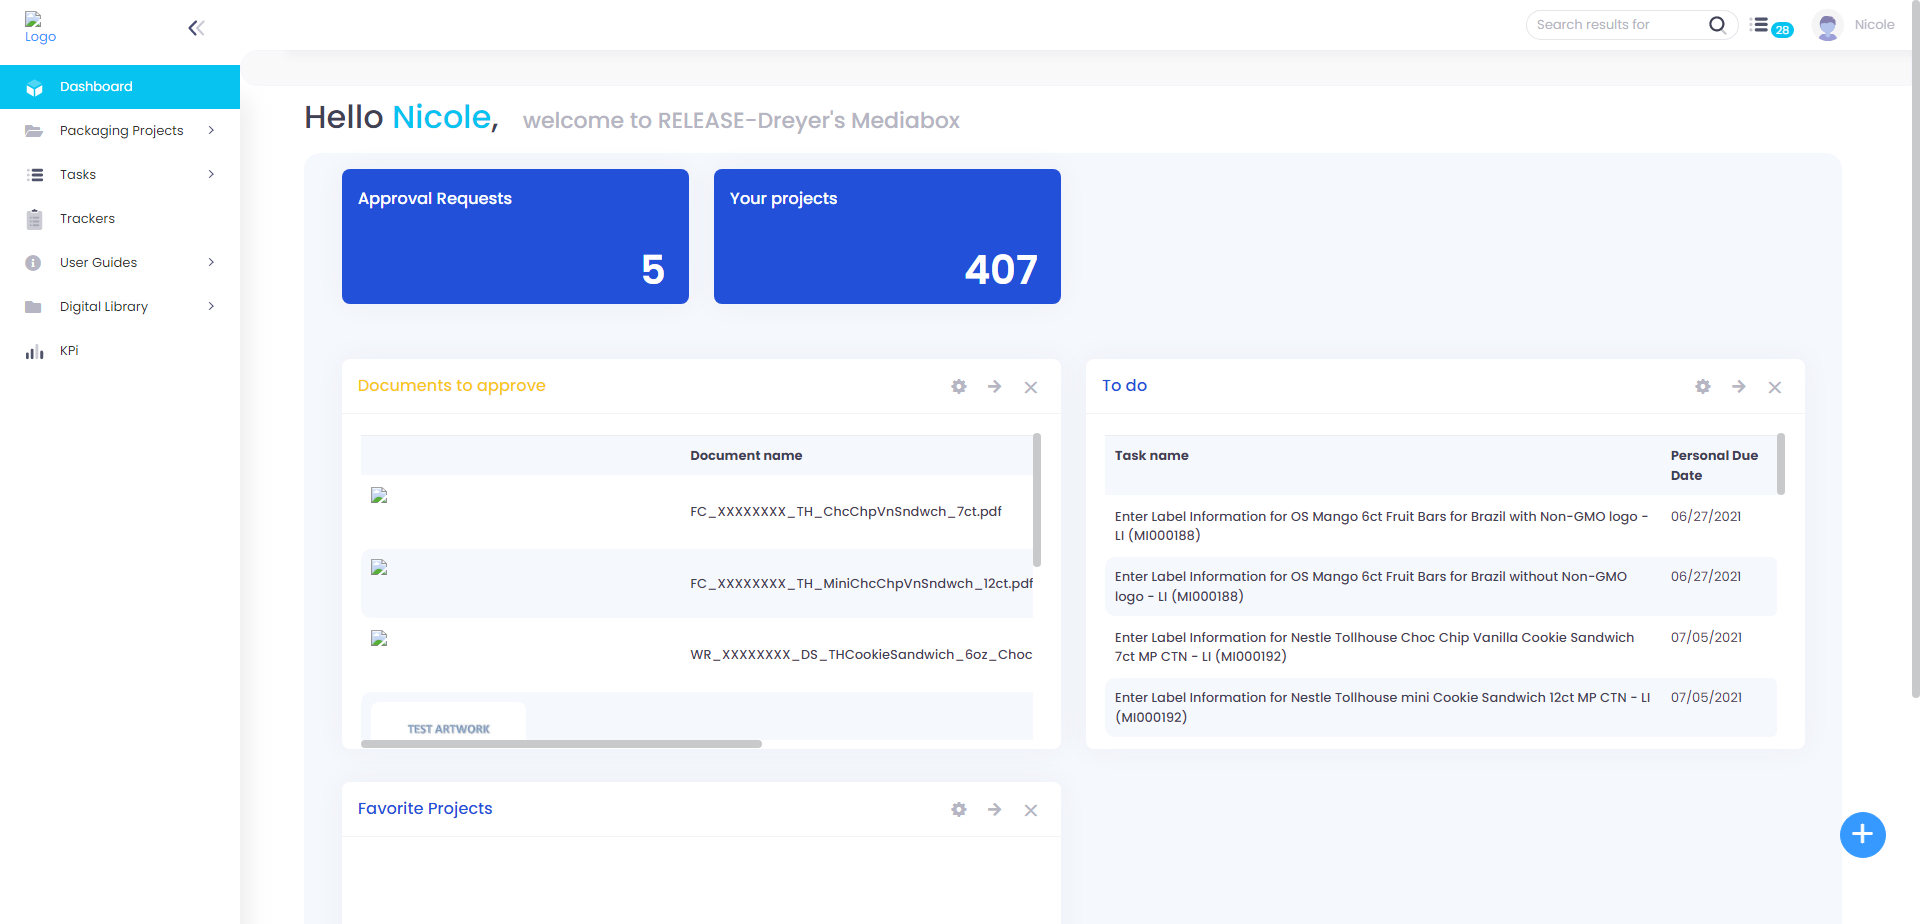 Logo
Search results for
28
Nicole
Dashboard
Packaging Projects
Tasks
Trackers
User Guides
Digital Library
KPi
Hello Nicole, welcome to RELEASE-Dreyer's Mediabox
Approval Requests
5
Your projects
407
Documents to approve
Document name
FC_XXXXXXXX_TH_ChcChpVnSndwch_7ct.pdf
FC_XXXXXXXX_TH_MiniChcChpVnSndwch_12ct.pdf
WR_XXXXXXXX_DS_THCookieSandwich_6oz_Choc
TEST ARTWORK
To do
Task name
Personal Due
Date
Enter Label Information for OS Mango 6ct Fruit Bars for Brazil with Non-GMO logo - 06/27/2021
LI (MI000188)
Enter Label Information for OS Mango 6ct Fruit Bars for Brazil without Non-GMO 06/27/2021
logo - LI (MI000188)
Enter Label Information for Nestle Tollhouse Choc Chip Vanilla Cookie Sandwich 07/05/2021
7ct MP CTN - LI (MI000192)
Enter Label Information for Nestle Tollhouse mini Cookie Sandwich 12ct MP CTN - LI 07/05/2021
(MI000192)
Favorite Projects